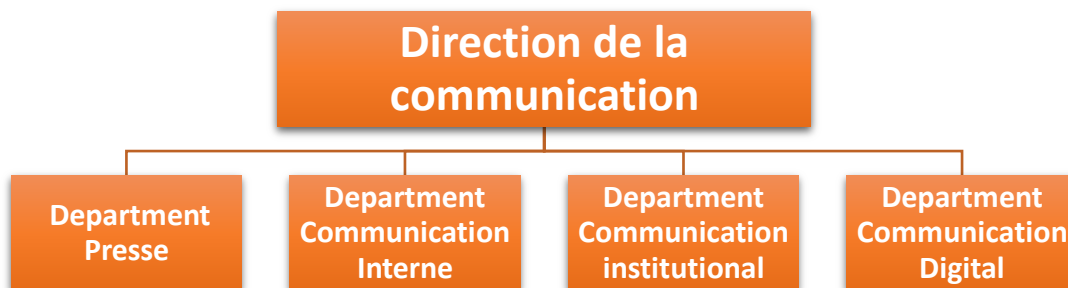 Direction de la
communication
Department
Presse
Department
Communication
Interne
Department
Communication
institutional
Department
Communication
Digital